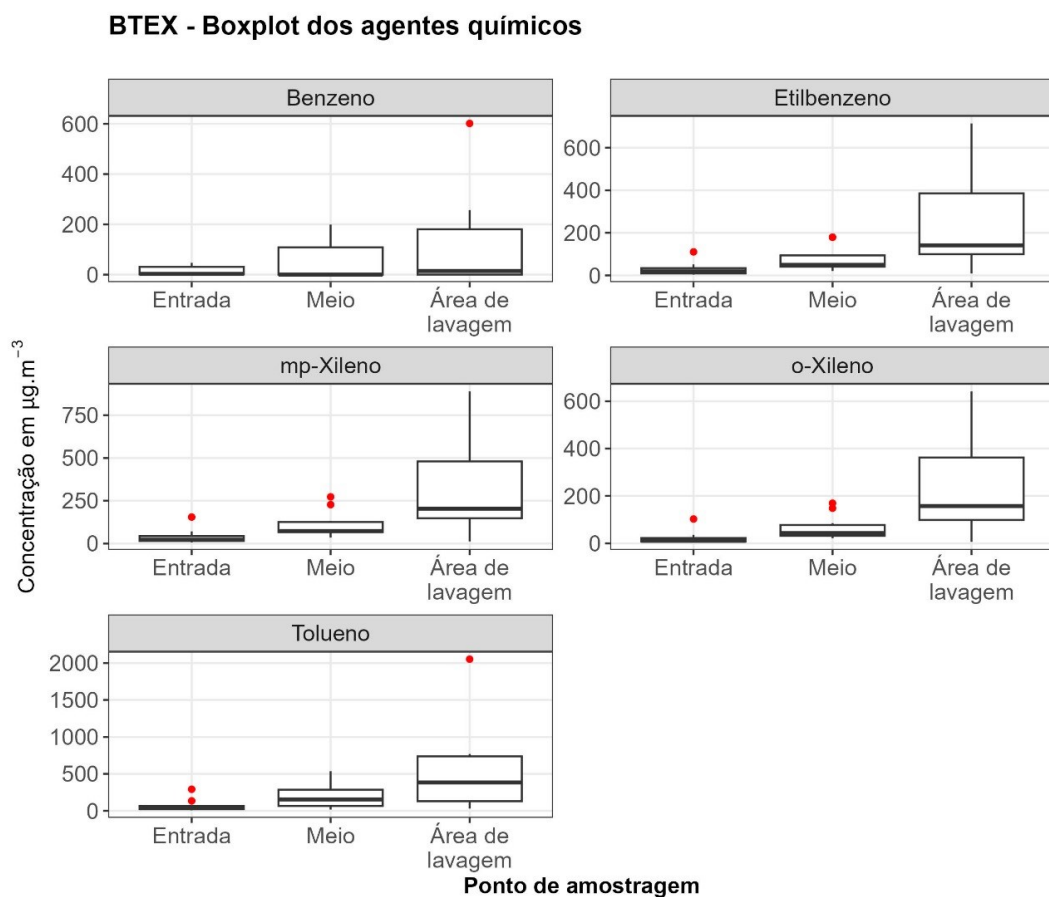 BTEX - Boxplot dos agentes químicos
Benzeno
600
400
200
0
Entrada
Meio
Área de
lavagem
Etilbenzeno
600
400
200
0
Entrada
Meio
Área de
lavagem
Concentração em µg.m⁻³
mp-Xileno
750
500
250
0
Entrada
Meio
Área de
lavagem
o-Xileno
600
400
200
0
Entrada
Meio
Área de
lavagem
Tolueno
2000
1500
1000
500
0
Entrada
Meio
Área de
lavagem
Ponto de amostragem